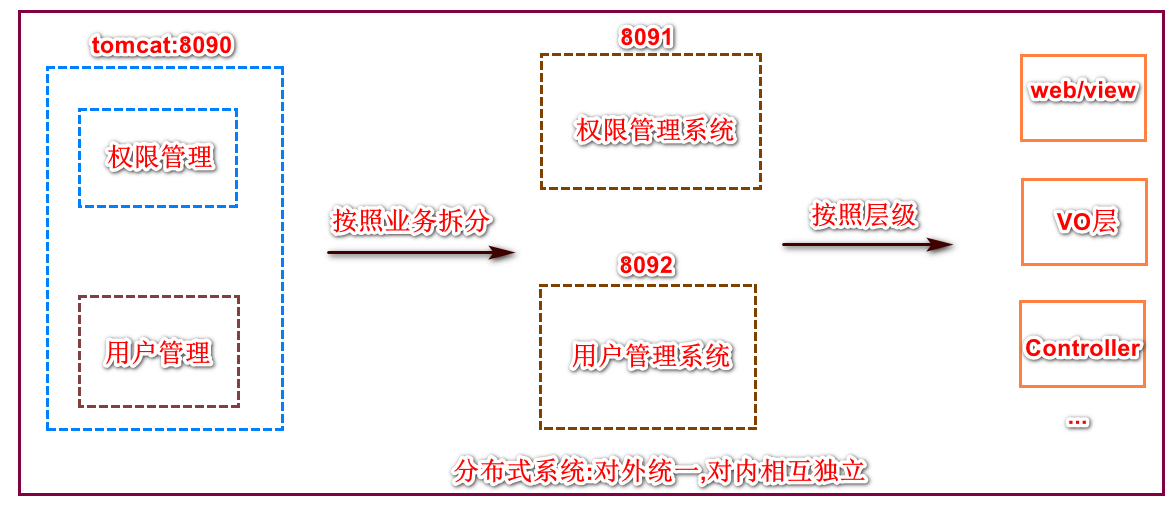 tomcat:8090
权限管理
用户管理
按照业务拆分
8091
权限管理系统
8092
用户管理系统
按照层级
web/view
VO层
Controller
...
分布式系统:对外统一,对内相互独立